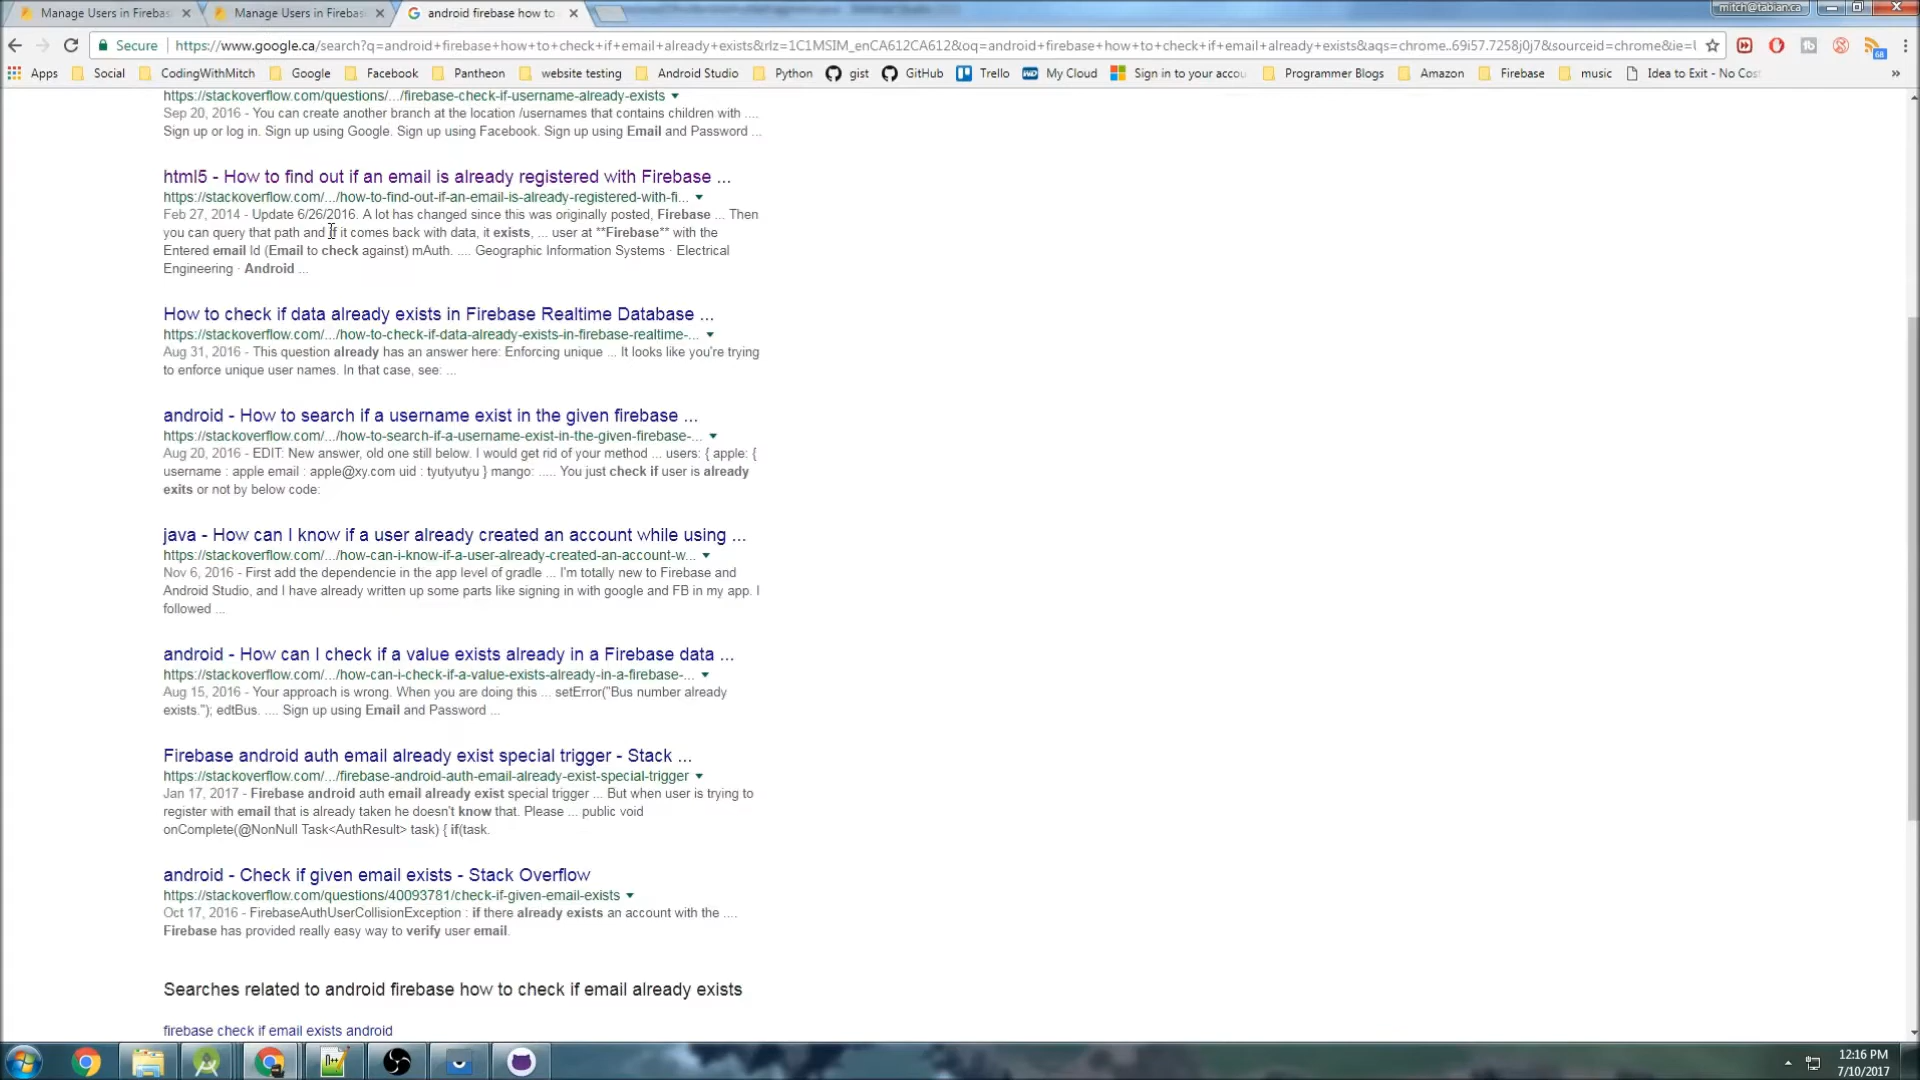 Manage Users in Firebas
Manage Users in Firebas
android firebase how to
mitch@tabian.ca
Secure
https://www.google.ca/search?q=android+firebase+how+to+check+if+email+already+exists&rlz=1C1MSIM_enCA612CA612&oq=android+firebase+how+to+check+if+email+already+exists&aqs=chrome..69i57.7258j0j7&sourceid=chrome&ie=
68
Apps
Social
CodingWithMitch
Google
Facebook
Pantheon
website testing
Android Studio
Python
gist
GitHub
Trello
My Cloud
Sign in to your accou
Programmer Blogs
Amazon
Firebase
music
Idea to Exit - No Cos
»
https://stackoverflow.com/questions/.../firebase-check-if-username-already-exists
Sep 20, 2016 - You can create another branch at the location /usernames that contains children with ....
Sign up or log in. Sign up using Google. Sign up using Facebook. Sign up using Email and Password ...
html5 - How to find out if an email is already registered with Firebase ...
https://stackoverflow.com/.../how-to-find-out-if-an-email-is-already-registered-with-fi...
Feb 27, 2014 - Update 6/26/2016. A lot has changed since this was originally posted, Firebase ... Then
you can query that path and if it comes back with data, it exists, ... user at **Firebase** with the
Entered email Id (Email to check against) mAuth. .... Geographic Information Systems · Electrical
Engineering · Android ...
How to check if data already exists in Firebase Realtime Database ...
https://stackoverflow.com/.../how-to-check-if-data-already-exists-in-firebase-realtime-...
Aug 31, 2016 - This question already has an answer here: Enforcing unique ... It looks like you're trying
to enforce unique user names. In that case, see: ...
android - How to search if a username exist in the given firebase ...
https://stackoverflow.com/.../how-to-search-if-a-username-exist-in-the-given-firebase-...
Aug 20, 2016 - EDIT: New answer, old one still below. I would get rid of your method ... users: { apple: {
username : apple email : apple@xy.com uid : tyutyutyu } mango: ..... You just check if user is already
exits or not by below code:
java - How can I know if a user already created an account while using ...
https://stackoverflow.com/.../how-can-i-know-if-a-user-already-created-an-account-w...
Nov 6, 2016 - First add the dependencie in the app level of gradle ... I'm totally new to Firebase and
Android Studio, and I have already written up some parts like signing in with google and FB in my app. I
followed ...
android - How can I check if a value exists already in a Firebase data ...
https://stackoverflow.com/.../how-can-i-check-if-a-value-exists-already-in-a-firebase-...
Aug 15, 2016 - Your approach is wrong. When you are doing this ... setError("Bus number already
exists."); edtBus. .... Sign up using Email and Password ...
Firebase android auth email already exist special trigger - Stack ...
https://stackoverflow.com/.../firebase-android-auth-email-already-exist-special-trigger
Jan 17, 2017 - Firebase android auth email already exist special trigger ... But when user is trying to
register with email that is already taken he doesn't know that. Please ... public void
onComplete(@NonNull Task<AuthResult> task) { if(task.
android - Check if given email exists - Stack Overflow
https://stackoverflow.com/questions/40093781/check-if-given-email-exists
Oct 17, 2016 - FirebaseAuthUserCollisionException : if there already exists an account with the ....
Firebase has provided really easy way to verify user email.
Searches related to android firebase how to check if email already exists
firebase check if email exists android
12:16 PM
7/10/2017